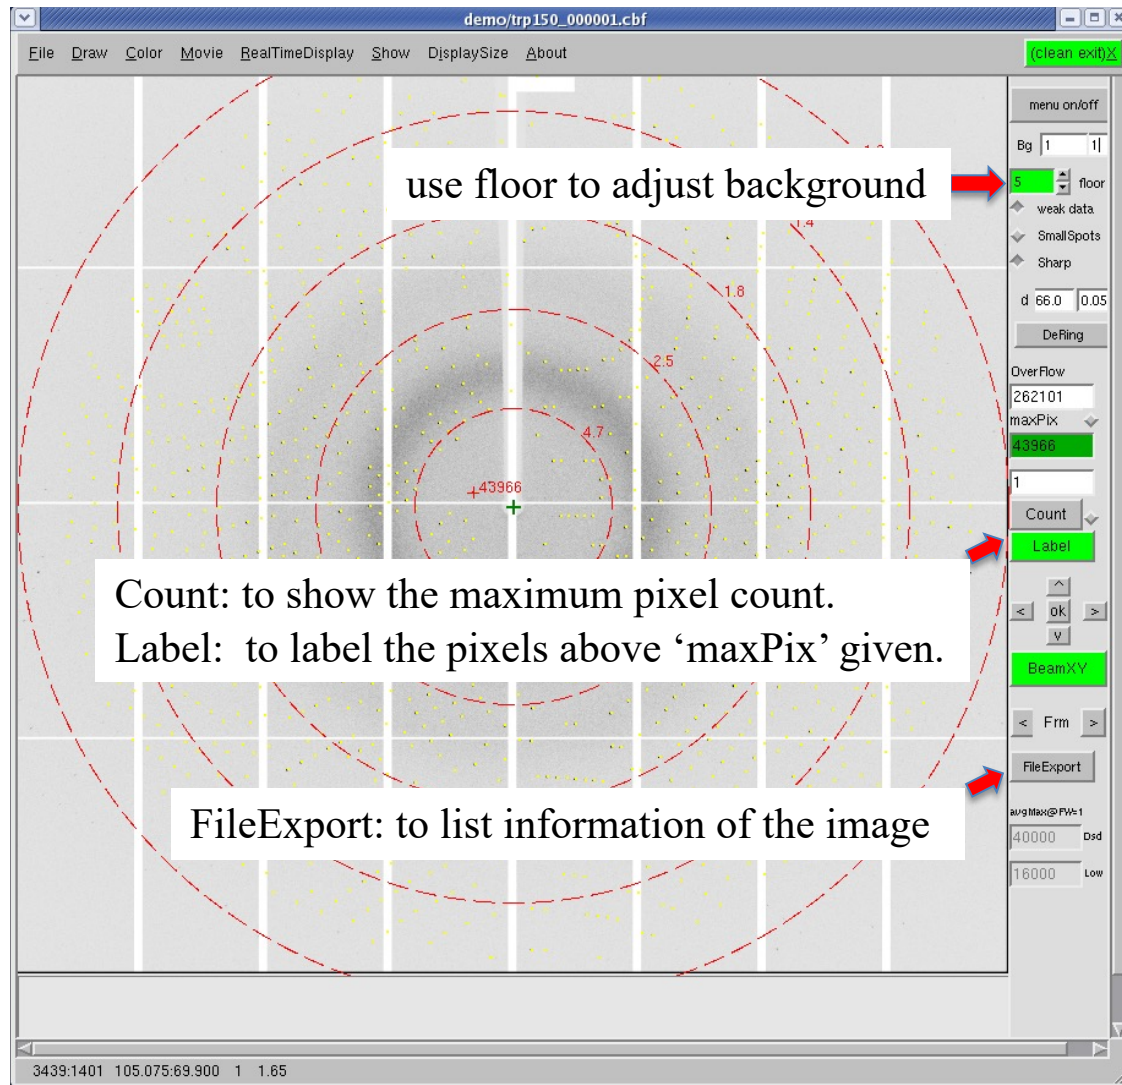 demo/trp150_000001.cbf
File Draw Color Movie RealTimeDisplay Show DisplaySize About (clean exit)X
menu on/off
Bg 1 1
use floor to adjust background
5 floor
weak data
1.4
SmallSpots
Sharp
1.8
d 66.0 0.05
DeRing
2.5
OverFlow
262101
maxPix
4.7
43966
43966
1
Count
Label
Count: to show the maximum pixel count.
Label: to label the pixels above ‘maxPix’ given.
^
< ok >
v
BeamXY
< Frm >
FileExport
FileExport: to list information of the image
avgMax@FW=1
40000 Dsd
16000 Low
3439:1401 105.075:69.900 1 1.65